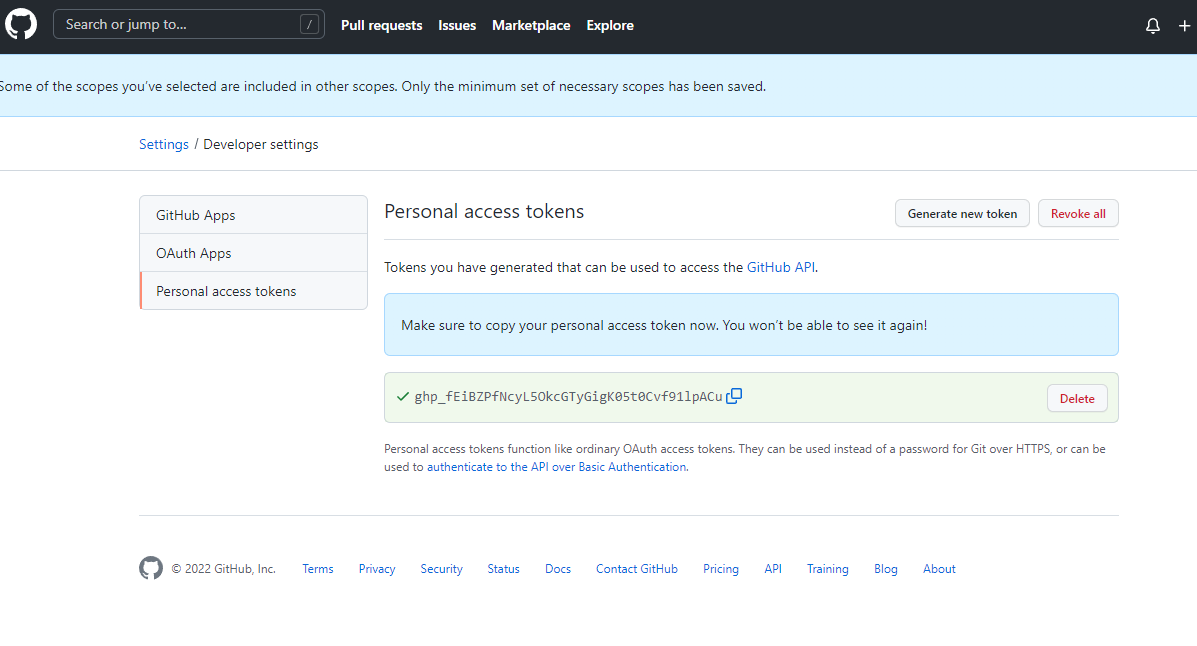 Search or jump to... /
Pull requests
Issues
Marketplace
Explore
Some of the scopes you’ve selected are included in other scopes. Only the minimum set of necessary scopes has been saved.
Settings / Developer settings
GitHub Apps
OAuth Apps
Personal access tokens
Personal access tokens
Generate new token
Revoke all
Tokens you have generated that can be used to access the GitHub API.
Make sure to copy your personal access token now. You won’t be able to see it again!
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
Delete
Personal access tokens function like ordinary OAuth access tokens. They can be used instead of a password for Git over HTTPS, or can be
used to authenticate to the API over Basic Authentication.
© 2022 GitHub, Inc.
Terms
Privacy
Security
Status
Docs
Contact GitHub
Pricing
API
Training
Blog
About